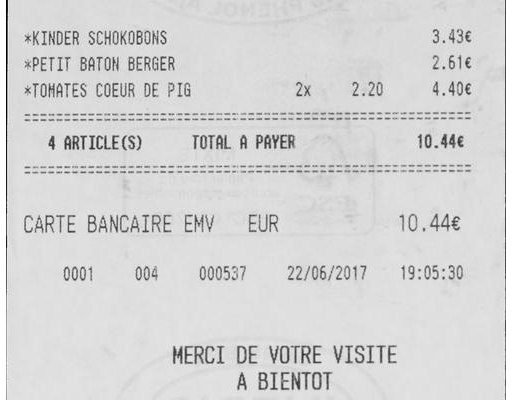 *KINDER SCHOKOBONS 3.43€
*PETIT BATON BERGER 2.61€
*TOMATES COEUR DE PIG 2x 2.20 4.40€
4 ARTICLE(S) TOTAL A PAYER 10.44€
CARTE BANCAIRE EMV EUR 10.44€
0001 004 000537 22/06/2017 19:05:30
MERCI DE VOTRE VISITE
A BIENTOT